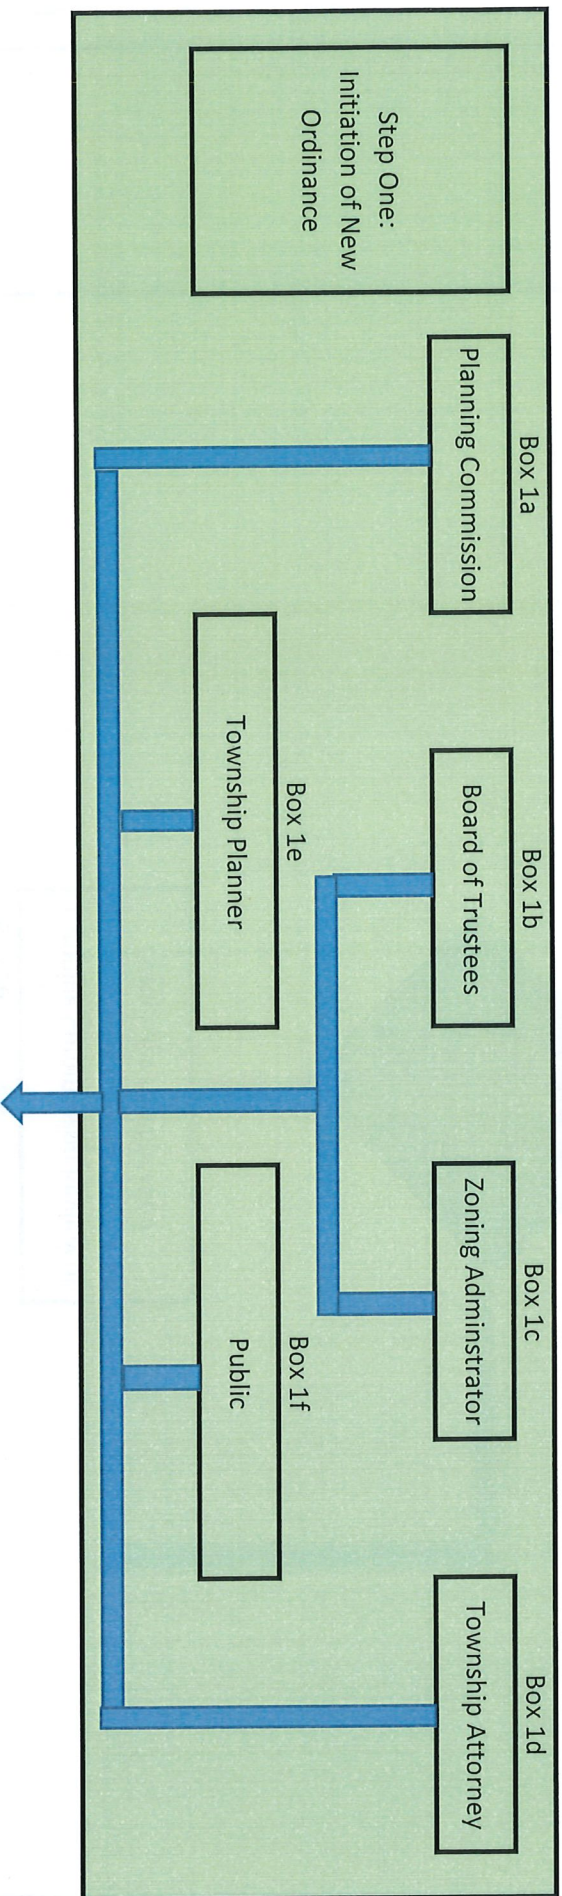 Step One:
Initiation of New
Ordinance
Box 1a
Planning Commission
Box 1b
Board of Trustees
Box 1c
Zoning Adminstrator
Box 1d
Township Attorney
Box 1e
Township Planner
Box 1f
Public